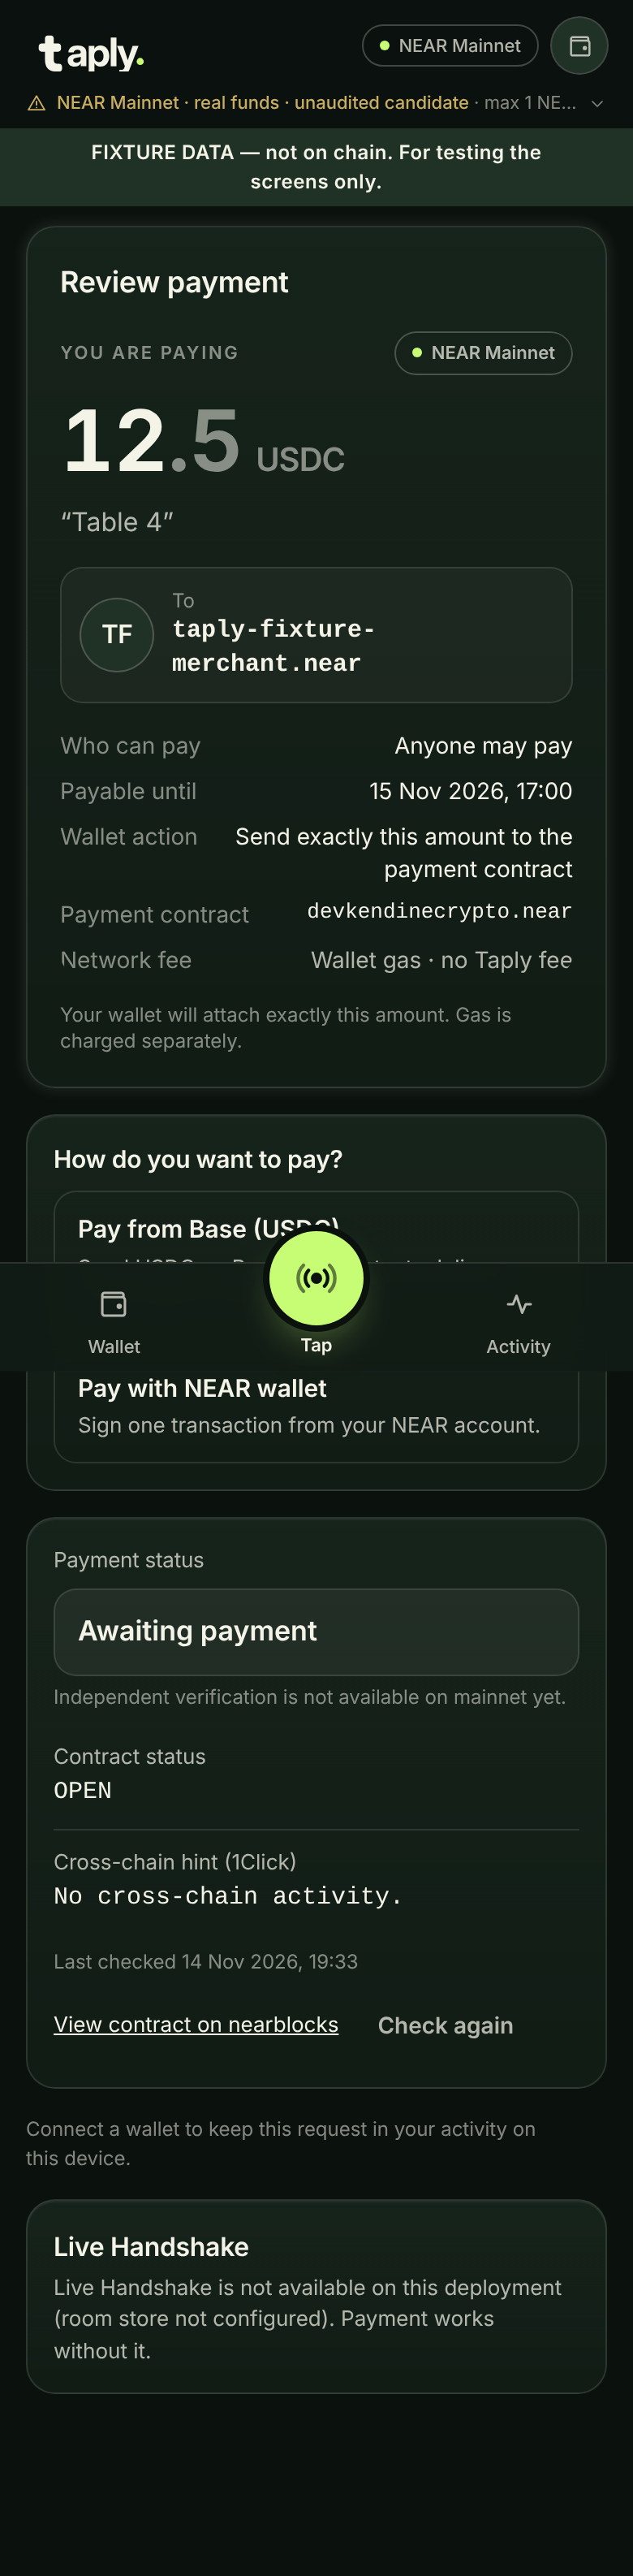 taply.
NEAR Mainnet
NEAR Mainnet · real funds · unaudited candidate · max 1 NE...
FIXTURE DATA — not on chain. For testing the
screens only.
Review payment
YOU ARE PAYING
NEAR Mainnet
12.5 USDC
“Table 4”
TF
To
taply-fixture-
merchant.near
Who can pay
Anyone may pay
Payable until
15 Nov 2026, 17:00
Wallet action
Send exactly this amount to the
payment contract
Payment contract
devkendinecrypto.near
Network fee
Wallet gas · no Taply fee
Your wallet will attach exactly this amount. Gas is
charged separately.
How do you want to pay?
Pay from Base (USDC)
Wallet
Tap
Activity
Pay with NEAR wallet
Sign one transaction from your NEAR account.
Payment status
Awaiting payment
Independent verification is not available on mainnet yet.
Contract status
OPEN
Cross-chain hint (1Click)
No cross-chain activity.
Last checked 14 Nov 2026, 19:33
View contract on nearblocks
Check again
Connect a wallet to keep this request in your activity on
this device.
Live Handshake
Live Handshake is not available on this deployment
(room store not configured). Payment works
without it.